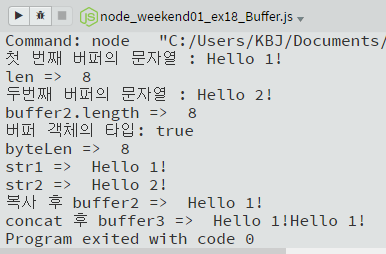 node_weekend01_ex18_Buffer.js
Command: node "C:/Users/KBJ/Documents/
첫 번째 버퍼의 문자열 : Hello 1!
len => 8
두번째 버퍼의 문자열 : Hello 2!
buffer2.length => 8
버퍼 객체의 타입: true
byteLen => 8
str1 => Hello 1!
str2 => Hello 2!
복사 후 buffer2 => Hello 1!
concat 후 buffer3 => Hello 1!Hello 1!
Program exited with code 0